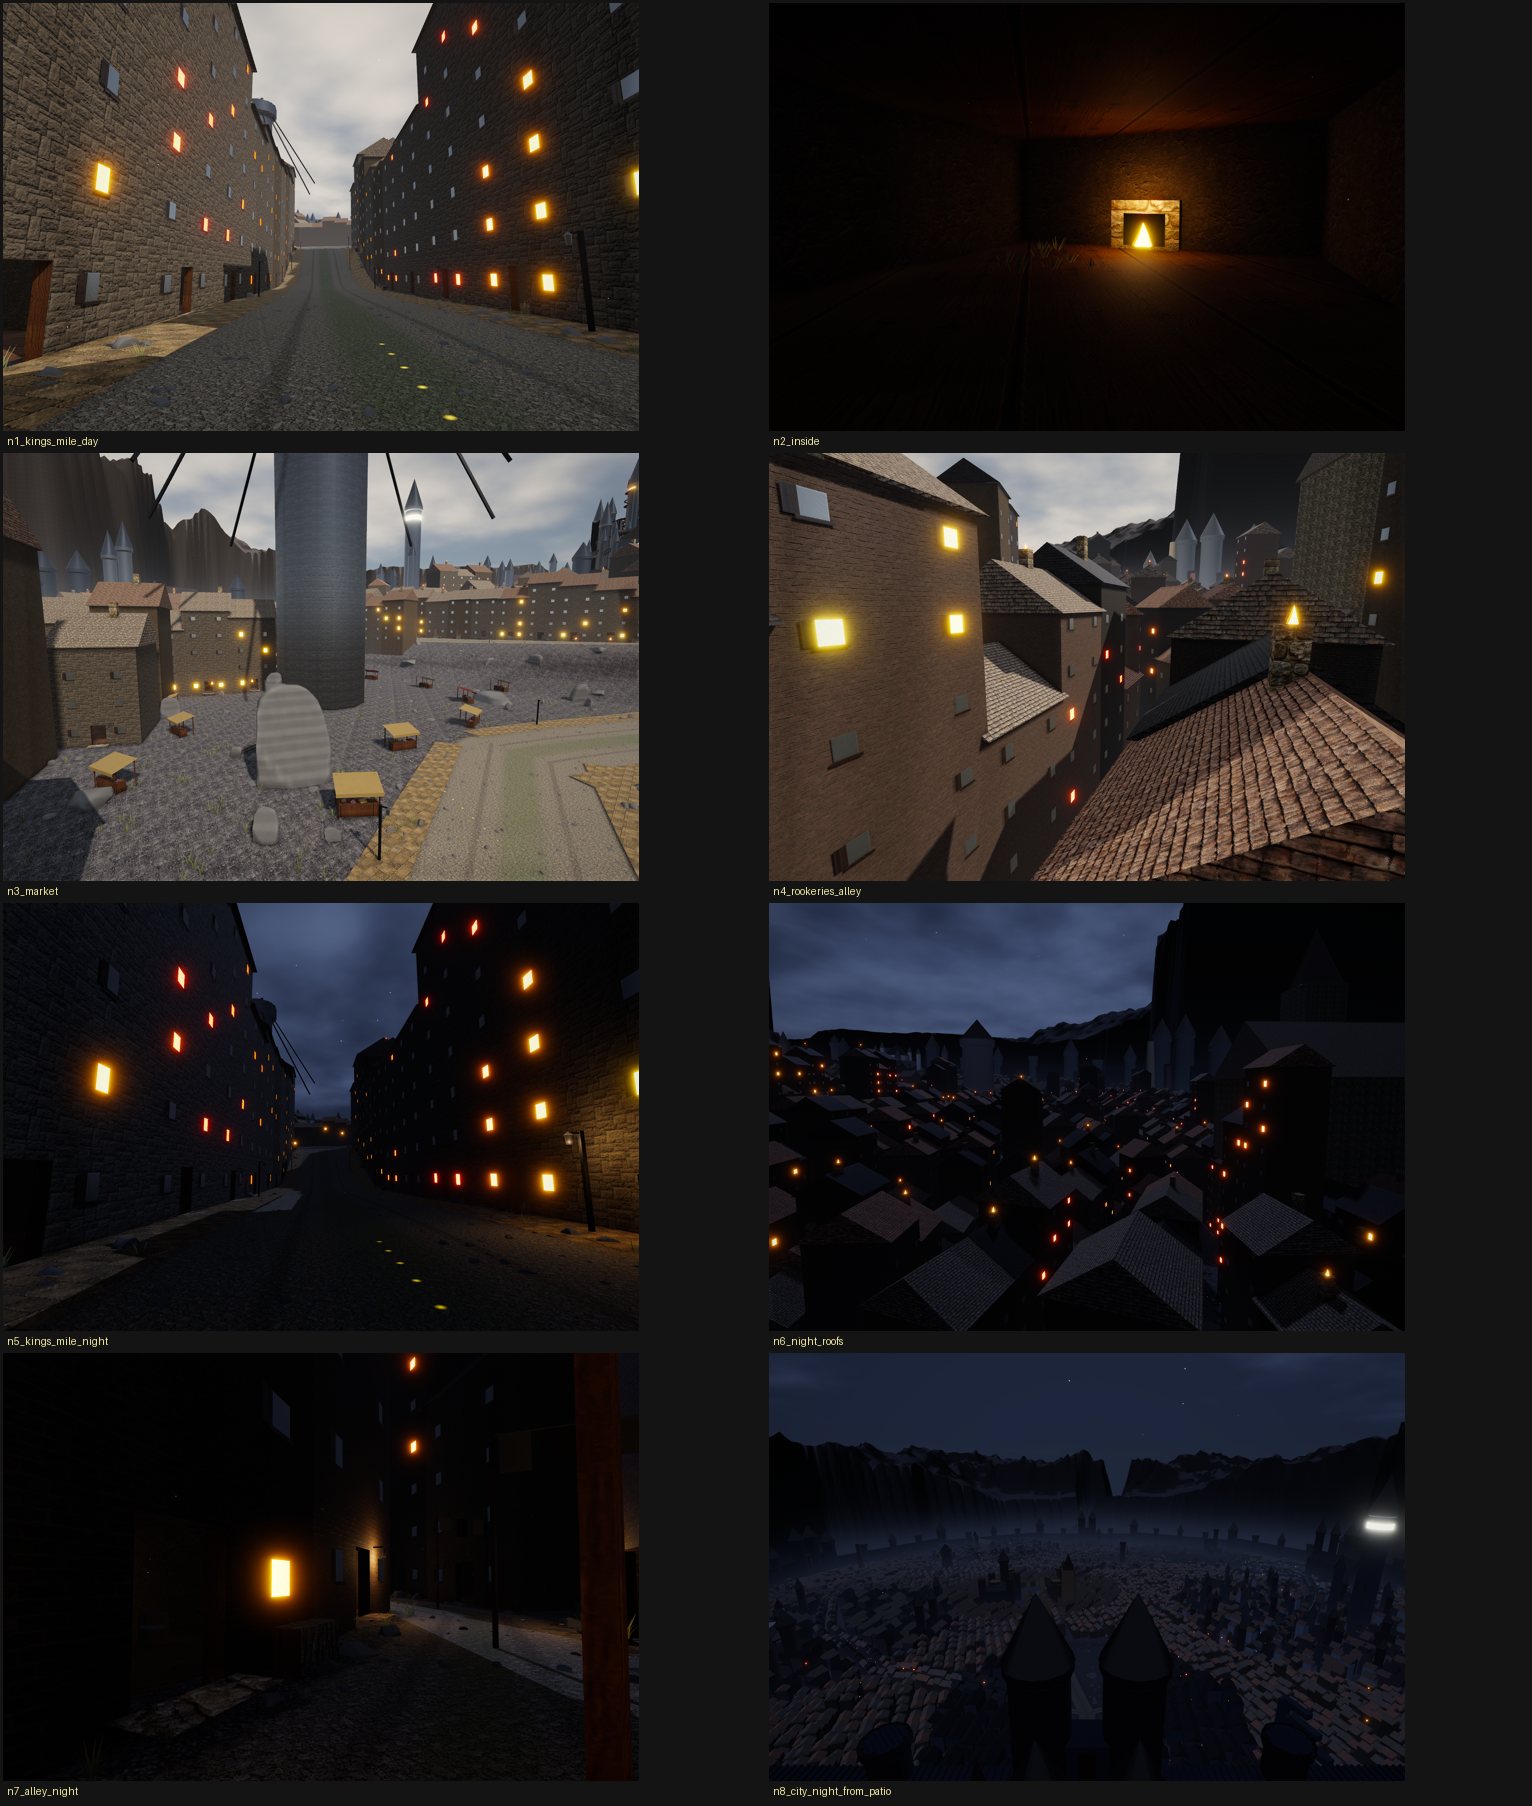 n1_kings_mile_day
n2_inside
n3_market
n4_rookeries_alley
n5_kings_mile_night
n6_night_roofs
n7_alley_night
n8_city_night_from_patio